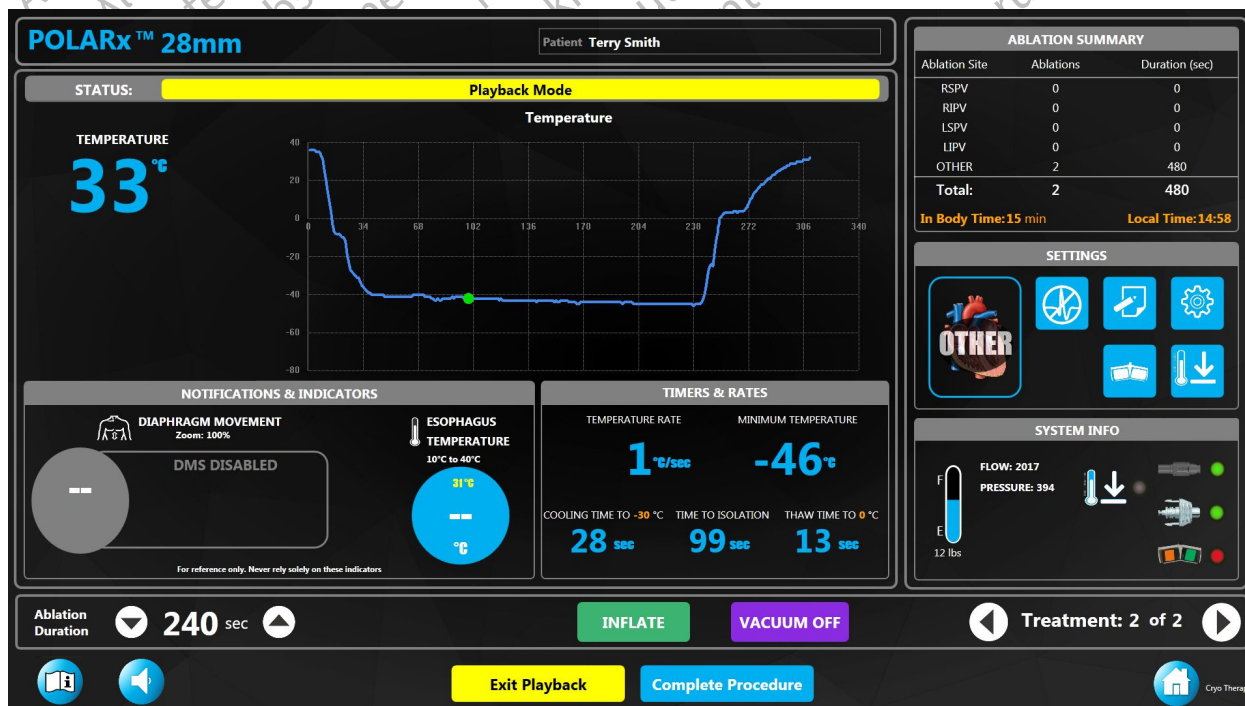 POLARx™ 28mm
Patient Terry Smith
STATUS:
Playback Mode
TEMPERATURE
33°C
Temperature
40
20
0
-20
-40
-60
-80
0 34 68 102 136 170 204 238 272 306 340
NOTIFICATIONS & INDICATORS
DIAPHRAGM MOVEMENT
Zoom: 100%
DMS DISABLED
--
ESOPHAGUS
TEMPERATURE
10°C to 40°C
31°C
--
°C
For reference only. Never rely solely on these indicators
TIMERS & RATES
TEMPERATURE RATE
1 °C/sec
MINIMUM TEMPERATURE
-46°C
COOLING TIME TO -30 °C
28 sec
TIME TO ISOLATION
99 sec
THAW TIME TO 0 °C
13 sec
ABLATION SUMMARY
Ablation Site Ablations Duration (sec)
RSPV 0 0
RIPV 0 0
LSPV 0 0
LIPV 0 0
OTHER 2 480
Total: 2 480
In Body Time:15 min Local Time:14:58
SETTINGS
OTHER
SYSTEM INFO
F
E
12 lbs
FLOW: 2017
PRESSURE: 394
Ablation
Duration
240 sec
INFLATE
VACUUM OFF
Treatment: 2 of 2
Exit Playback
Complete Procedure